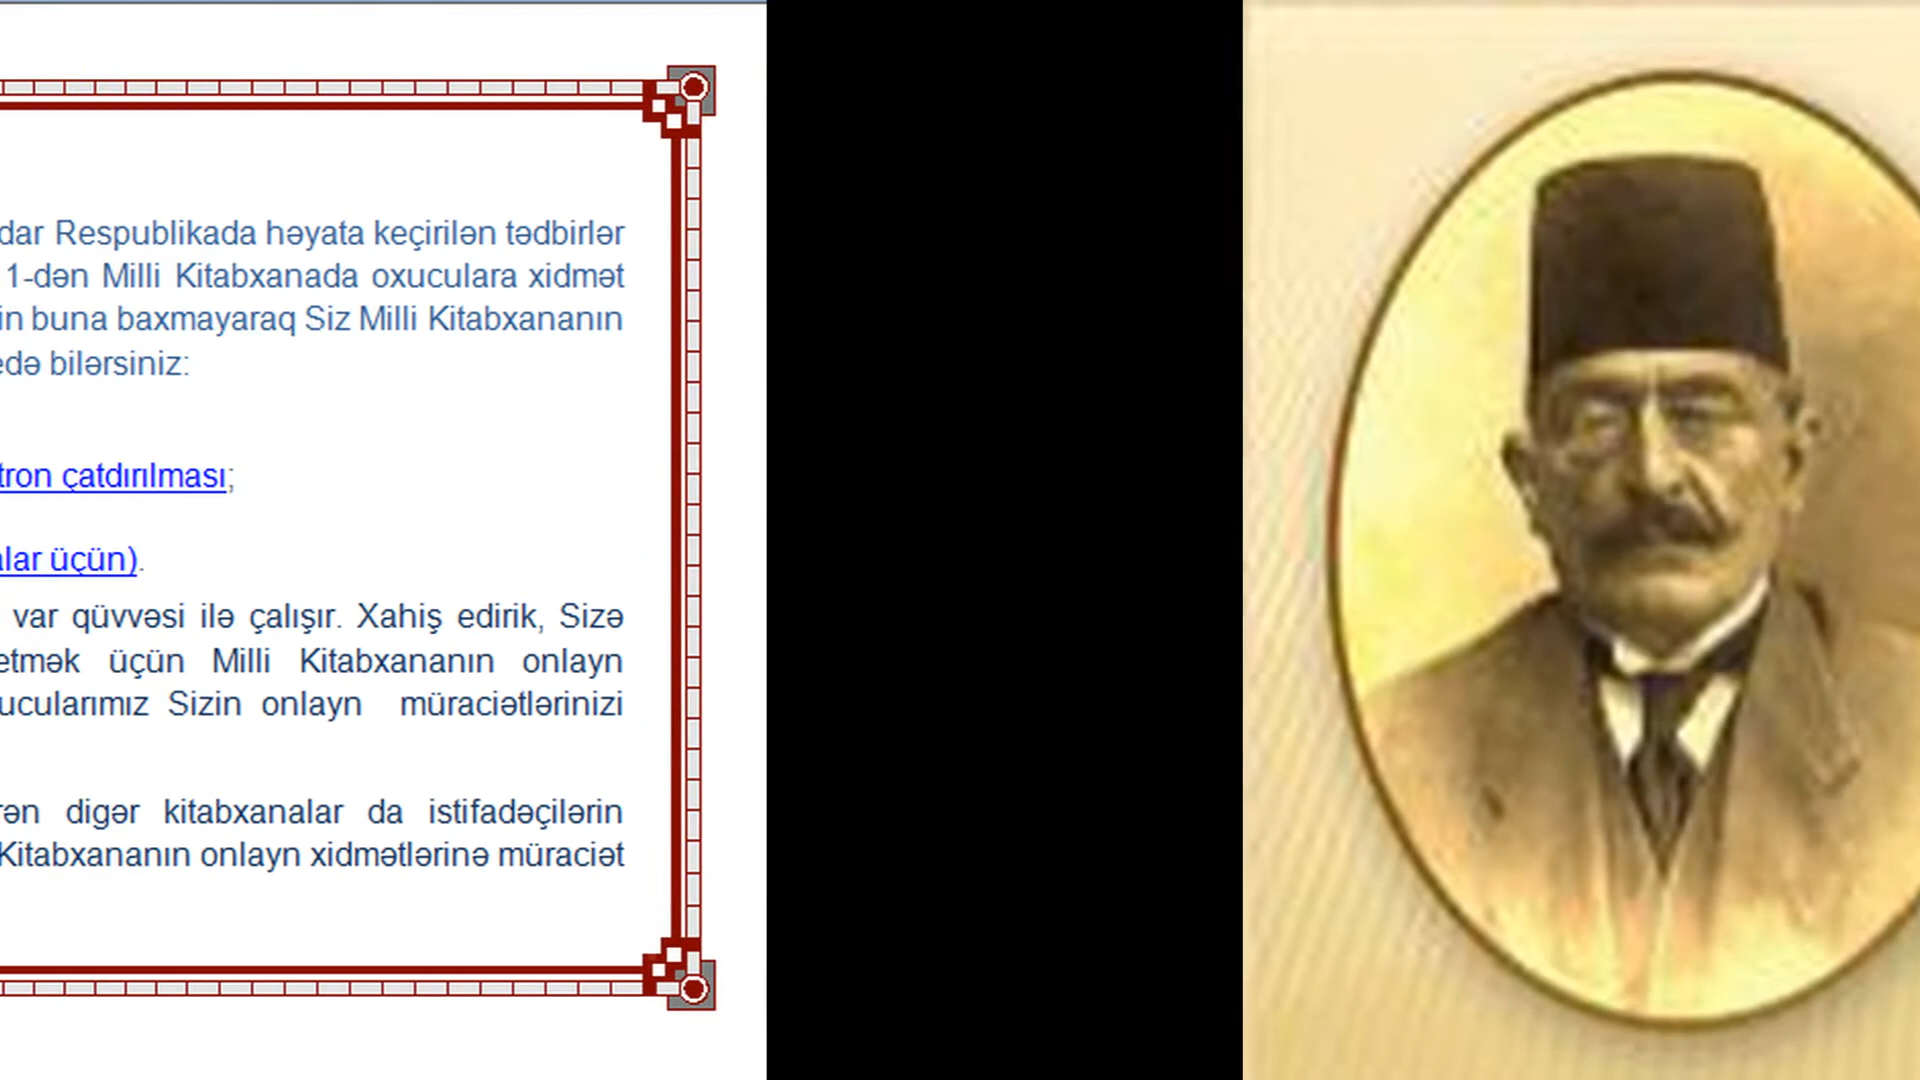 dar Respublikada həyata keçirilən tədbirlər
1-dən Milli Kitabxanada oxuculara xidmət
in buna baxmayaraq Siz Milli Kitabxananın
edə bilərsiniz:
tron çatdırılması;
alar üçün).
var qüvvəsi ilə çalışır. Xahiş edirik, Sizə
etmək üçün Milli Kitabxananın onlayn
ucularımız Sizin onlayn müraciətlərinizi
rən digər kitabxanalar da istifadəçilərin
Kitabxananın onlayn xidmətlərinə müraciət